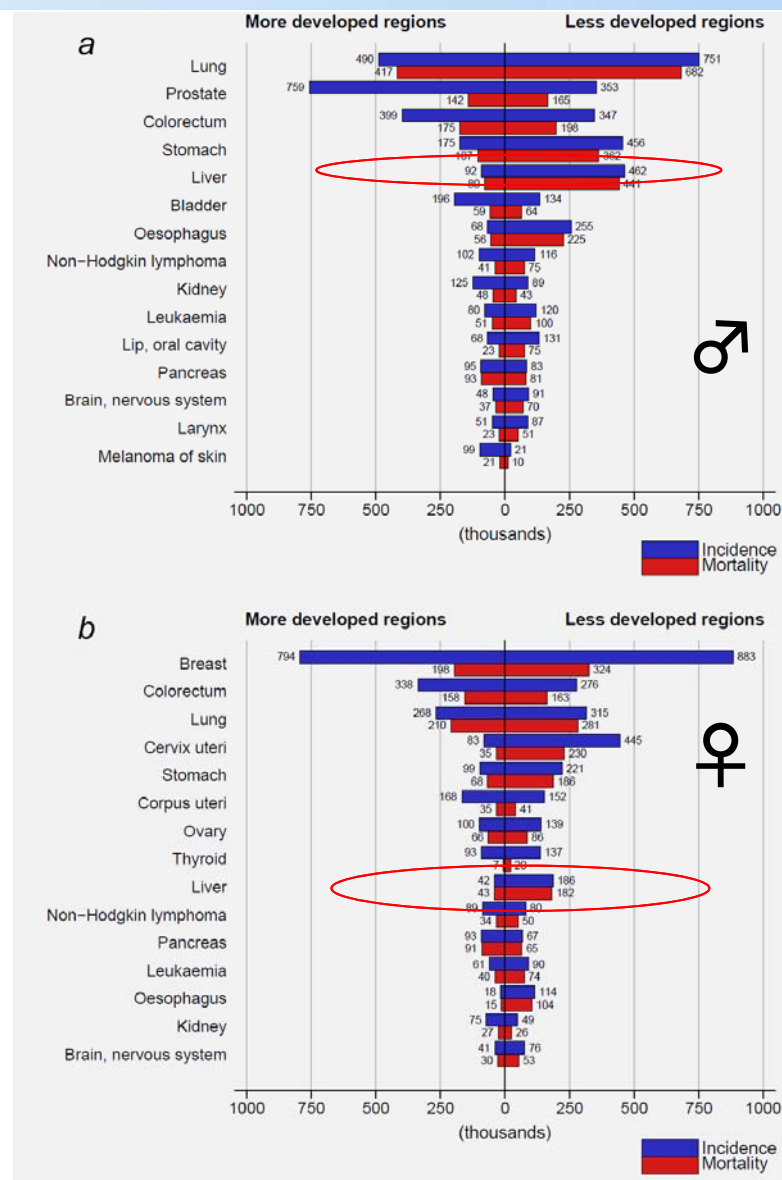 More developed regions Less developed regions
a
490 751
Lung
417 682
759 353
Prostate
142 165
399 347
Colorectum
175 198
175 456
Stomach
107 362
92 462
Liver
80 441
196 134
Bladder
59 64
68 255
Oesophagus
56 225
102 116
Non-Hodgkin lymphoma
41 75
125 89
Kidney
48 43
80 120
Leukaemia
51 100
68 131
Lip, oral cavity
23 75
95 83
Pancreas
93 81
48 91
Brain, nervous system
37 70
51 87
Larynx
23 51
99 21
Melanoma of skin
21 10
1000 750 500 250 0 250 500 750 1000
(thousands)
Incidence
Mortality
More developed regions Less developed regions
b
794 883
Breast
198 324
338 276
Colorectum
158 163
268 315
Lung
210 281
83 445
Cervix uteri
35 230
99 221
Stomach
68 186
168 152
Corpus uteri
35 41
100 139
Ovary
66 86
93 137
Thyroid
7 20
42 186
Liver
43 182
89 80
Non-Hodgkin lymphoma
34 50
93 67
Pancreas
91 65
61 90
Leukaemia
40 74
18 114
Oesophagus
15 104
75 49
Kidney
27 26
41 76
Brain, nervous system
30 53
1000 750 500 250 0 250 500 750 1000
(thousands)
Incidence
Mortality